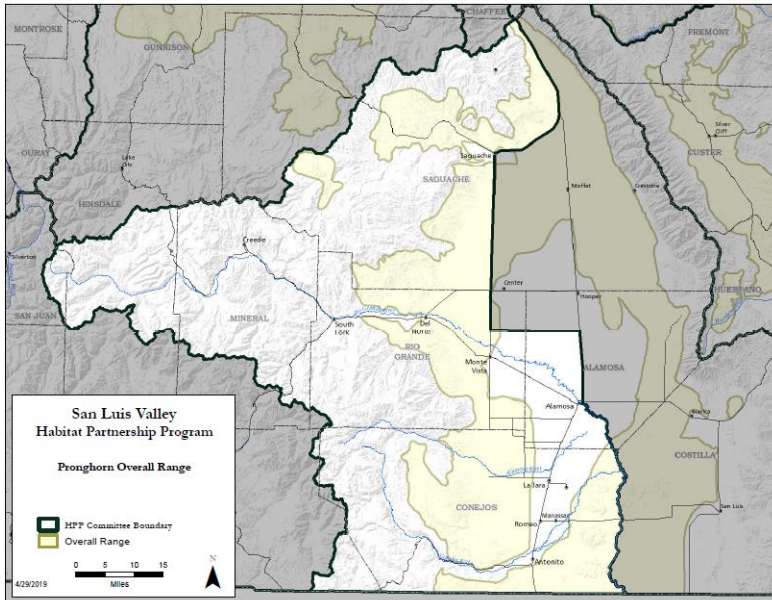 CHAFFEE
MONTROSE
GUNNISON
FREMONT
Silver
Cliff
OURAY
Lake
City
CUSTER
Saguache
SAGUACHE
Moffat
Crestone
HINSDALE
Creede
Silverton
Center
Hooper
HUERFANO
SAN JUAN
MINERAL
South
Fork
Del
Norte
RIO
GRANDE
Monte
Vista
ALAMOSA
Alamosa
Blanca
COSTILLA
La Jara
CONEJOS
San Luis
Romeo
Manassa
Antonito
San Luis Valley
Habitat Partnership Program
Pronghorn Overall Range
HPP Committee Boundary
Overall Range
0 5 10 15
Miles
N
4/29/2019